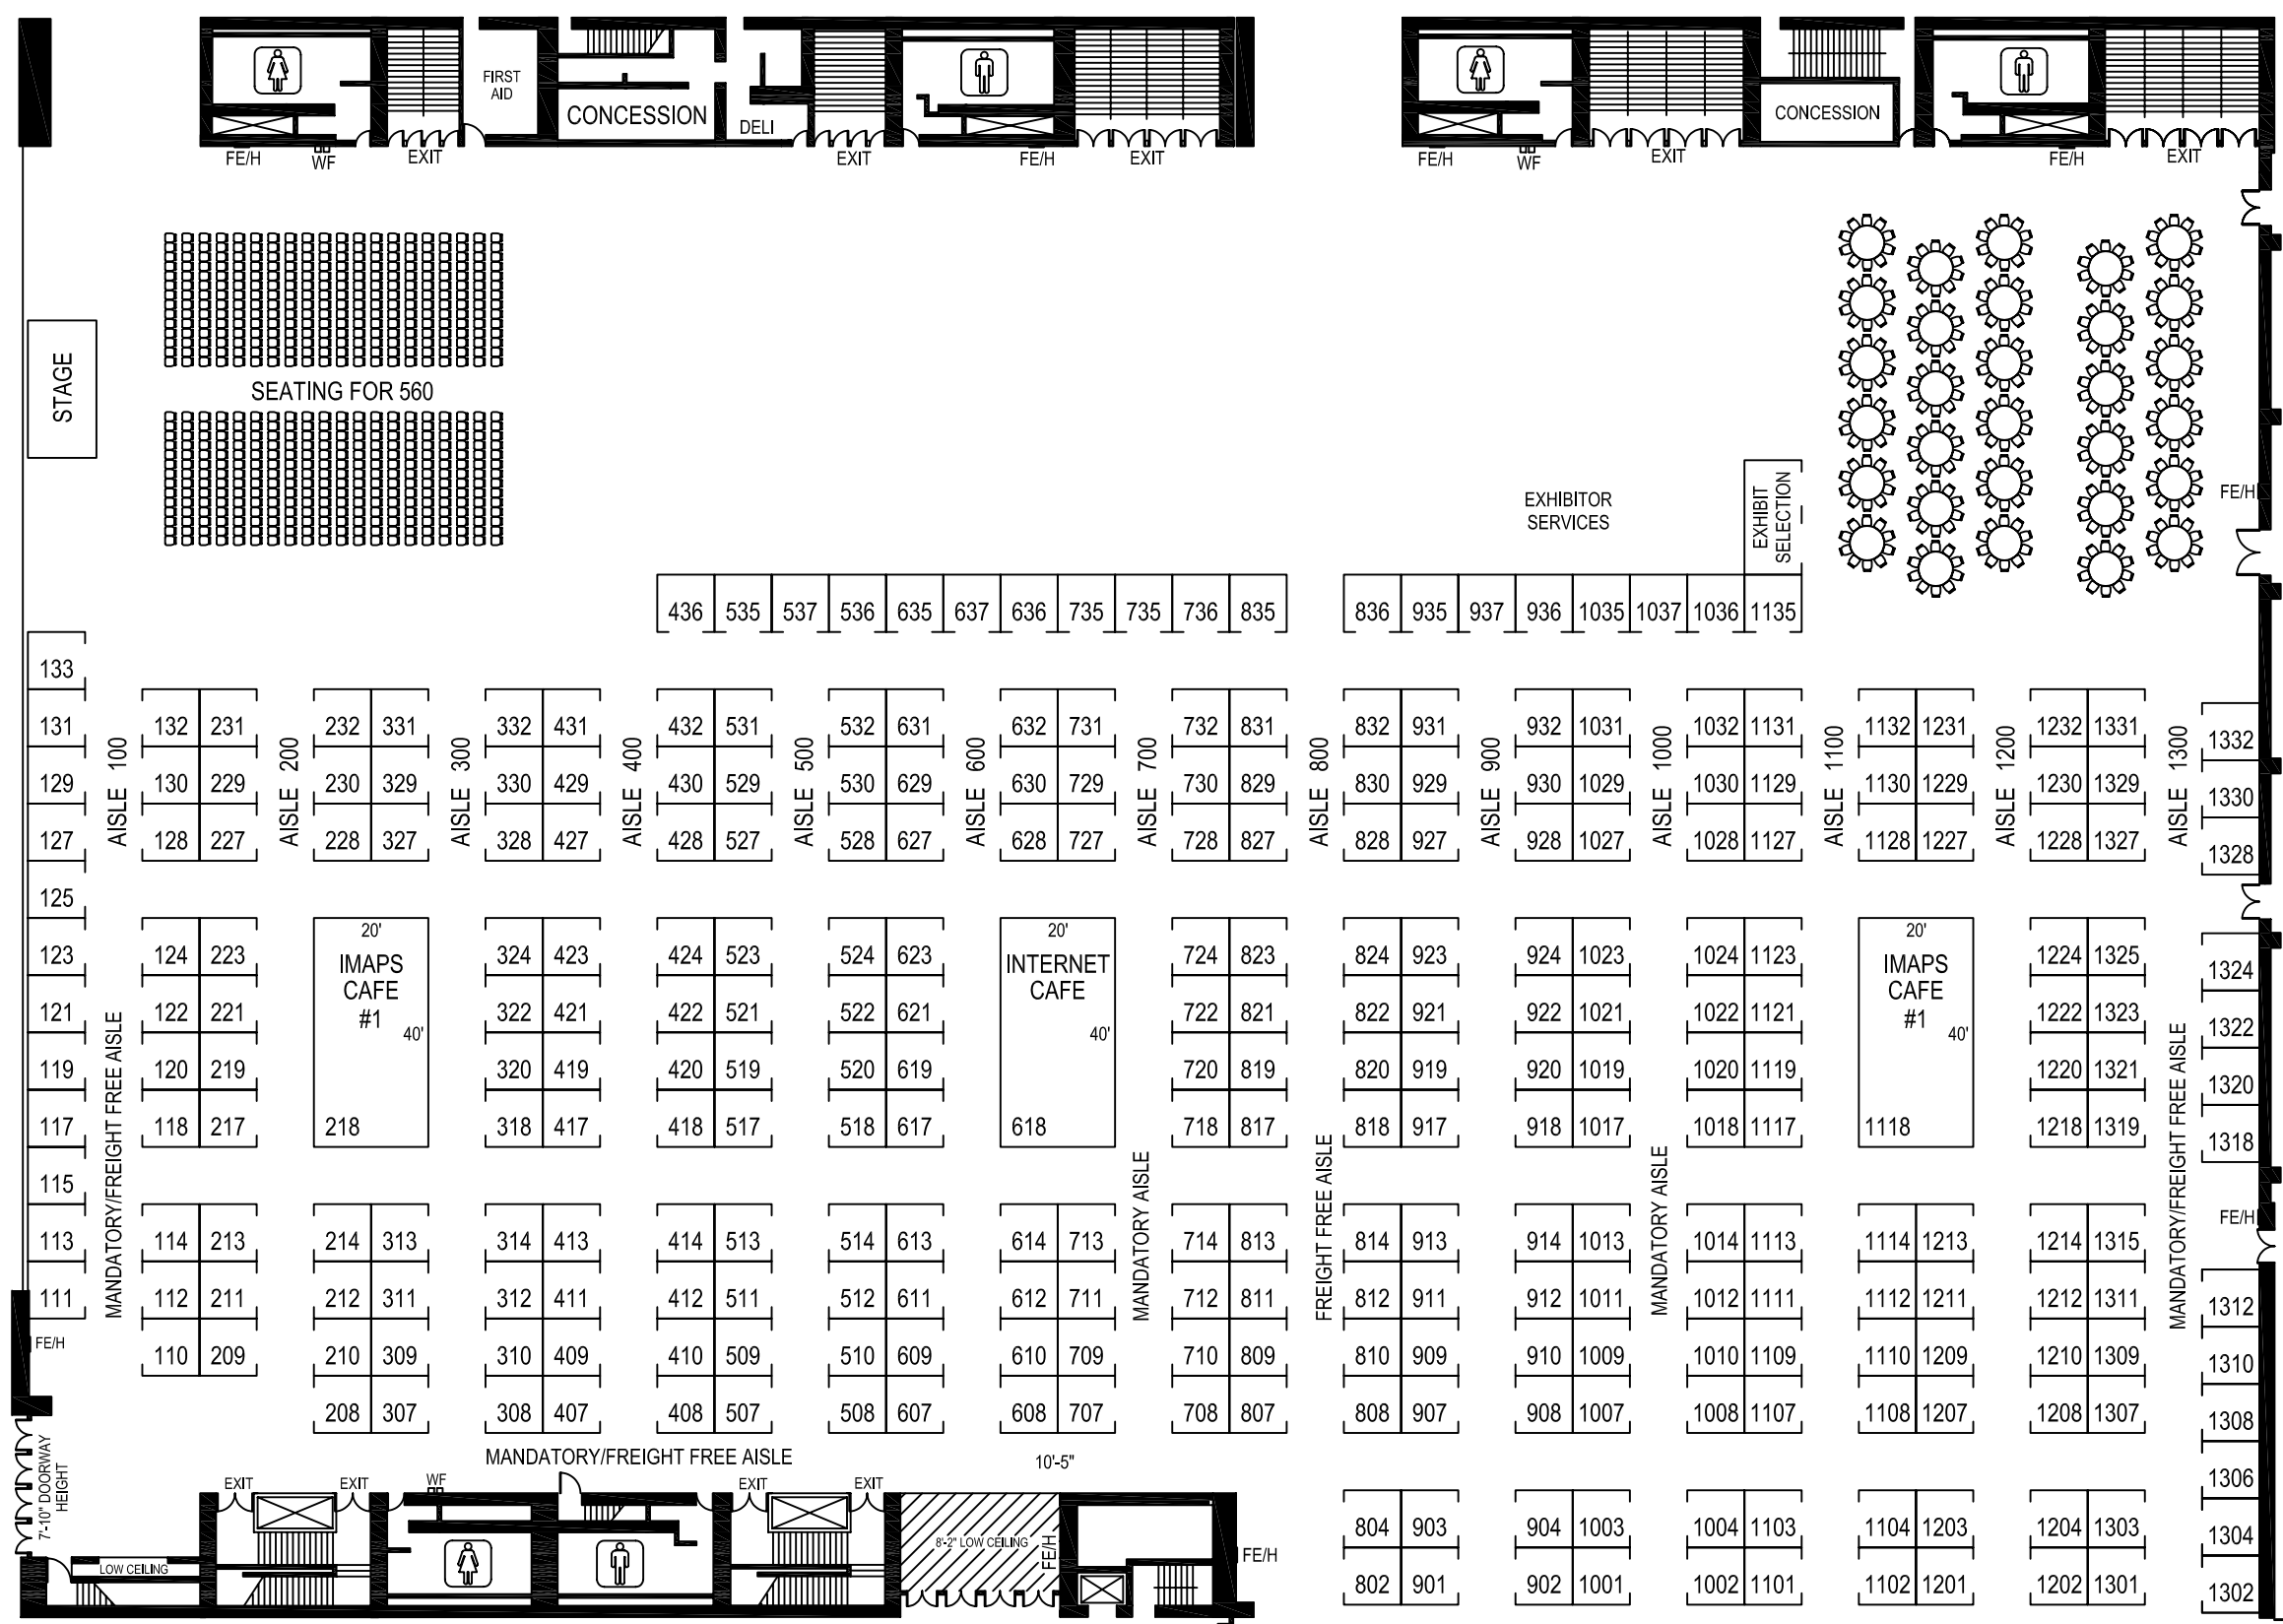 FIRST
AID
CONCESSION
DELI
CONCESSION
FE/H
WF
EXIT
EXIT
FE/H
EXIT
FE/H
WF
EXIT
FE/H
EXIT
STAGE
SEATING FOR 560
EXHIBITOR
SERVICES
EXHIBIT
SELECTION
FE/H
436 535 537 536 635 637 636 735 735 736 835 836 935 937 936 1035 1037 1036 1135
133
131 132 231 232 331 332 431 432 531 532 631 632 731 732 831 832 931 932 1031 1032 1131 1132 1231 1232 1331 1332
129 130 229 230 329 330 429 430 529 530 629 630 729 730 829 830 929 930 1029 1030 1129 1130 1229 1230 1329 1330
127 128 227 228 327 328 427 428 527 528 627 628 727 728 827 828 927 928 1027 1028 1127 1128 1227 1228 1327 1328
AISLE 100
AISLE 200
AISLE 300
AISLE 400
AISLE 500
AISLE 600
AISLE 700
AISLE 800
AISLE 900
AISLE 1000
AISLE 1100
AISLE 1200
AISLE 1300
125
20'
IMAPS
CAFE
#1
40'
218
20'
INTERNET
CAFE
40'
618
20'
IMAPS
CAFE
#1
40'
1118
123 124 223 324 423 424 523 524 623 724 823 824 923 924 1023 1024 1123 1224 1325 1324
121 122 221 322 421 422 521 522 621 722 821 822 921 922 1021 1022 1121 1222 1323 1322
119 120 219 320 419 420 519 520 619 720 819 820 919 920 1019 1020 1119 1220 1321 1320
117 118 217 318 417 418 517 518 617 718 817 818 917 918 1017 1018 1117 1218 1319 1318
MANDATORY/FREIGHT FREE AISLE
MANDATORY AISLE
FREIGHT FREE AISLE
MANDATORY AISLE
MANDATORY/FREIGHT FREE AISLE
115
FE/H
113 114 213 214 313 314 413 414 513 514 613 614 713 714 813 814 913 914 1013 1014 1113 1114 1213 1214 1315
111 112 211 212 311 312 411 412 511 512 611 612 711 712 811 812 911 912 1011 1012 1111 1112 1211 1212 1311 1312
FE/H
110 209 210 309 310 409 410 509 510 609 610 709 710 809 810 909 910 1009 1010 1109 1110 1209 1210 1309 1310
208 307 308 407 408 507 508 607 608 707 708 807 808 907 908 1007 1008 1107 1108 1207 1208 1307 1308
MANDATORY/FREIGHT FREE AISLE
10'-5"
1306
7'-10" DOORWAY
HEIGHT
EXIT
EXIT
WF
EXIT
EXIT
LOW CEILING
8'-2" LOW CEILING
FE/H
FE/H
804 903 904 1003 1004 1103 1104 1203 1204 1303 1304
802 901 902 1001 1002 1101 1102 1201 1202 1301 1302